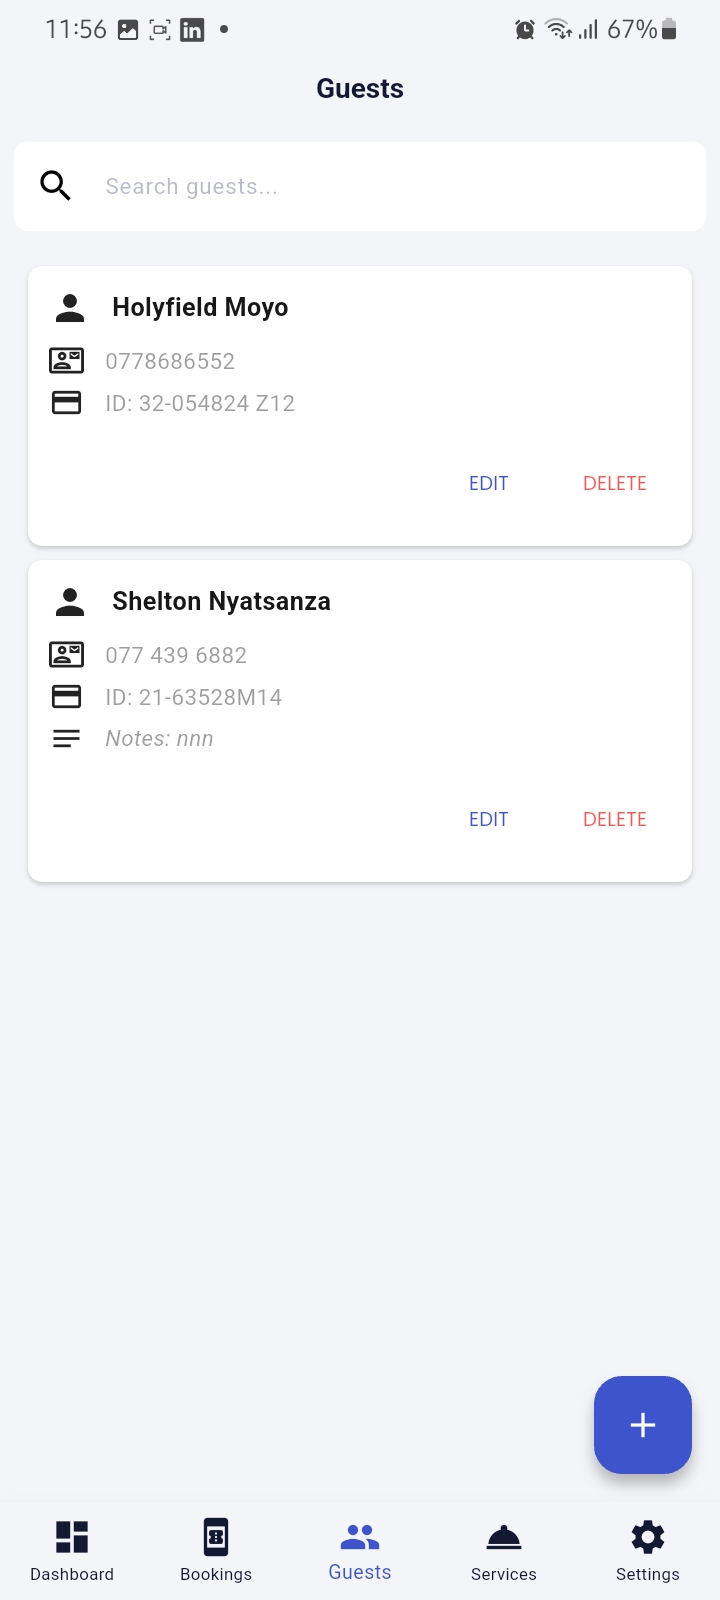 11:56
67%
Guests
Search guests...
Holyfield Moyo
0778686552
ID: 32-054824 Z12
EDIT DELETE
Shelton Nyatsanza
077 439 6882
ID: 21-63528M14
Notes: nnn
EDIT DELETE
Dashboard Bookings Guests Services Settings